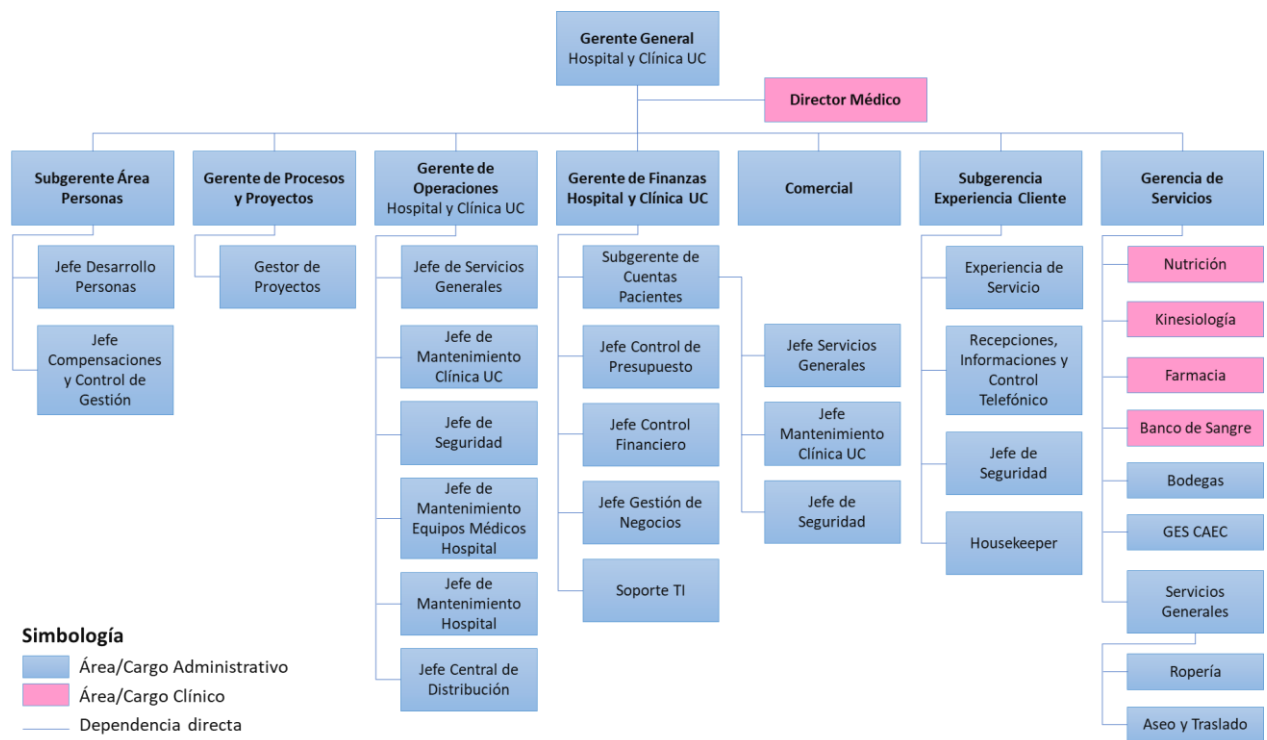 Gerente General
Hospital y Clínica UC
Director Médico
Subgerente Área
Personas
Gerente de Procesos
y Proyectos
Gerente de
Operaciones
Hospital y Clínica UC
Gerente de Finanzas
Hospital y Clínica UC
Comercial
Subgerencia
Experiencia Cliente
Gerencia de
Servicios
Jefe Desarrollo
Personas
Jefe
Compensaciones
y Control de
Gestión
Gestor de
Proyectos
Jefe de Servicios
Generales
Jefe de
Mantenimiento
Clínica UC
Jefe de
Seguridad
Jefe de
Mantenimiento
Equipos Médicos
Hospital
Jefe de
Mantenimiento
Hospital
Jefe Central de
Distribución
Subgerente de
Cuentas
Pacientes
Jefe Control de
Presupuesto
Jefe Control
Financiero
Jefe Gestión de
Negocios
Soporte TI
Jefe Servicios
Generales
Jefe
Mantenimiento
Clínica UC
Jefe de
Seguridad
Experiencia de
Servicio
Recepciones,
Informaciones y
Control
Telefónico
Jefe de
Seguridad
Housekeeper
Nutrición
Kinesiología
Farmacia
Banco de Sangre
Bodegas
GES CAEC
Servicios
Generales
Ropería
Aseo y Traslado
Simbología
Área/Cargo Administrativo
Área/Cargo Clínico
Dependencia directa